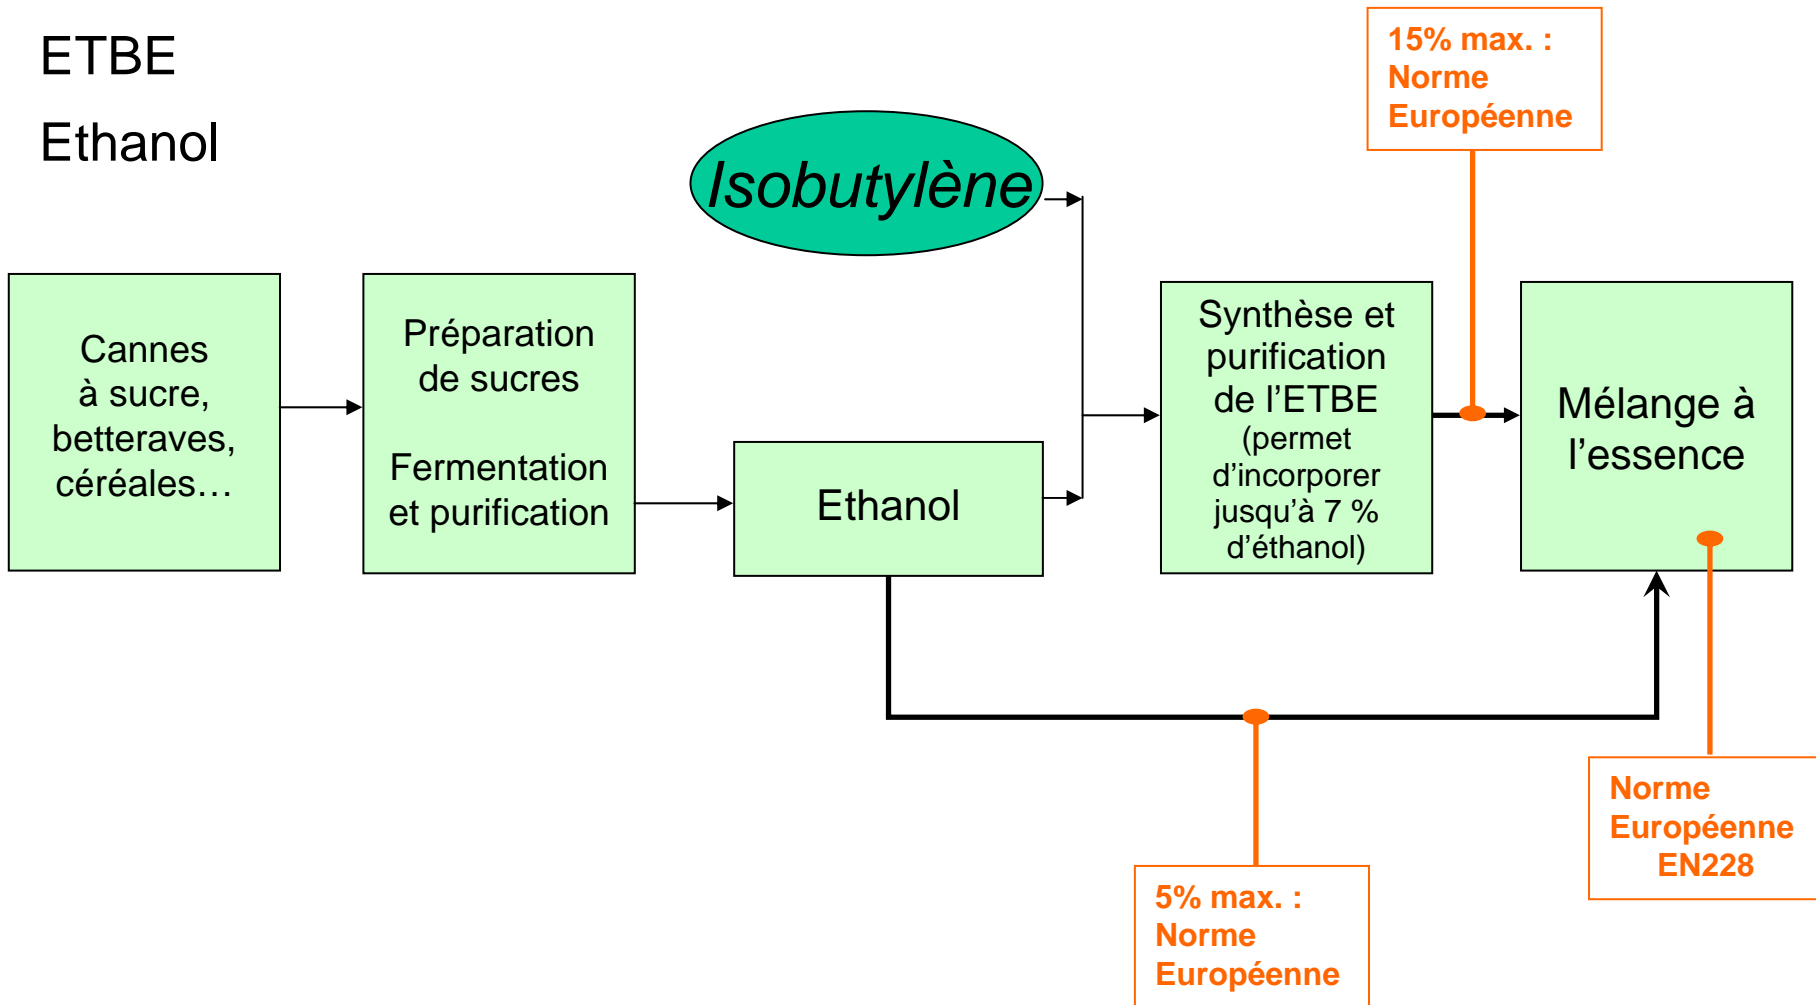 ETBE
Ethanol
15% max. :
Norme
Européenne
Isobutylène
Cannes
à sucre,
betteraves,
céréales…
Préparation
de sucres
Fermentation
et purification
Ethanol
Synthèse et
purification
de l’ETBE
(permet
d’incorporer
jusqu’à 7 %
d’éthanol)
Mélange à
l’essence
5% max. :
Norme
Européenne
Norme
Européenne
EN228